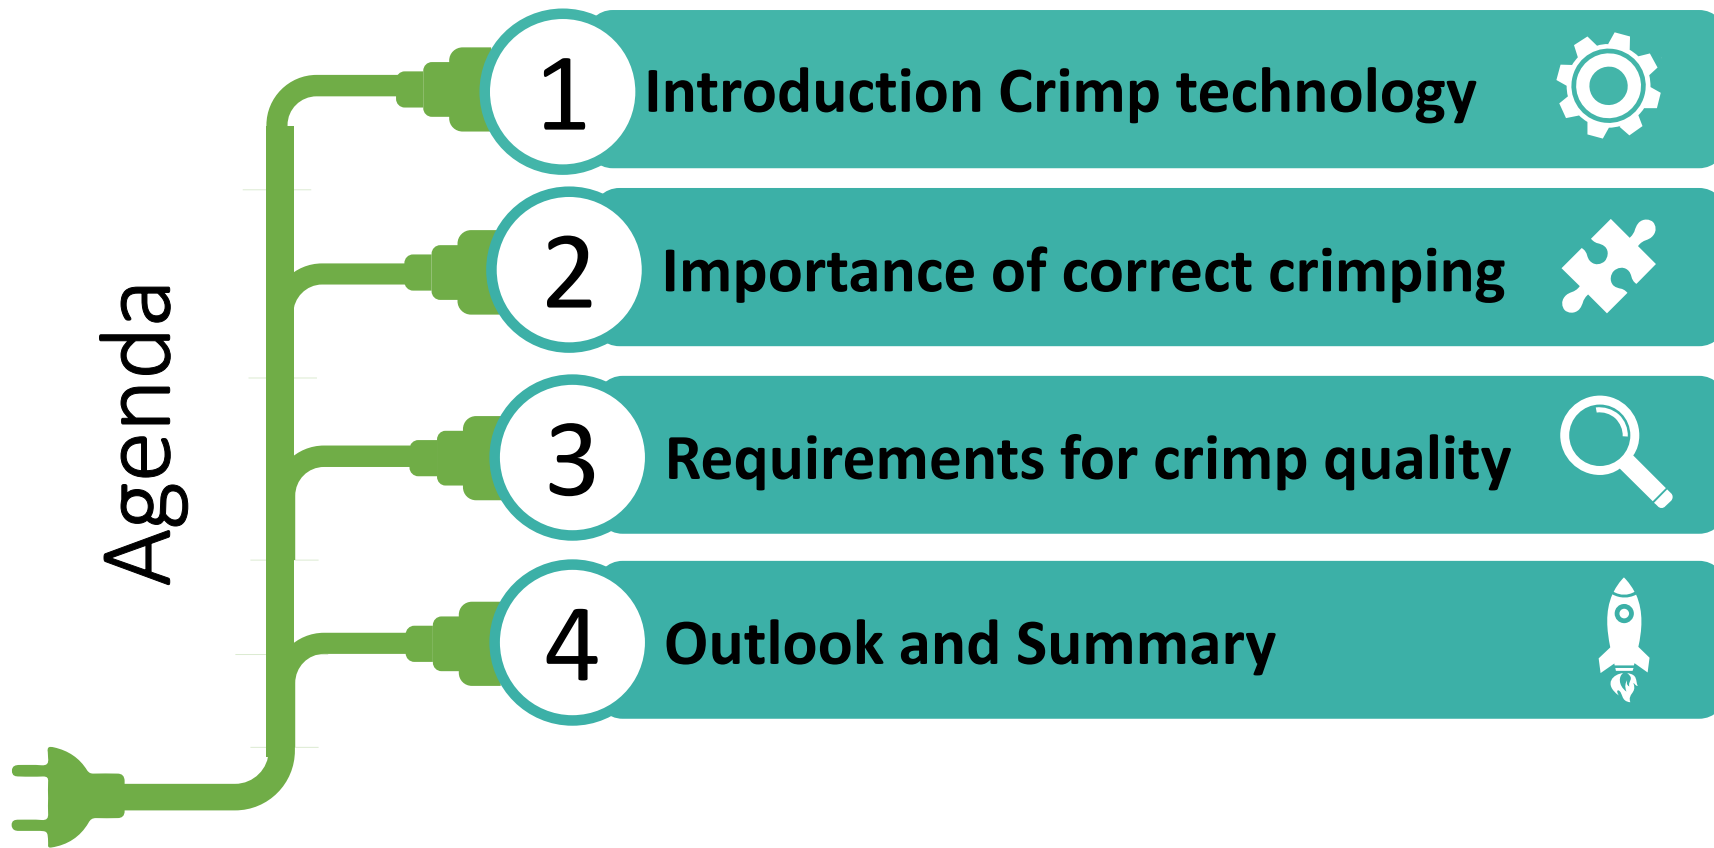 Agenda
1
Introduction Crimp technology
2
Importance of correct crimping
3
Requirements for crimp quality
4
Outlook and Summary